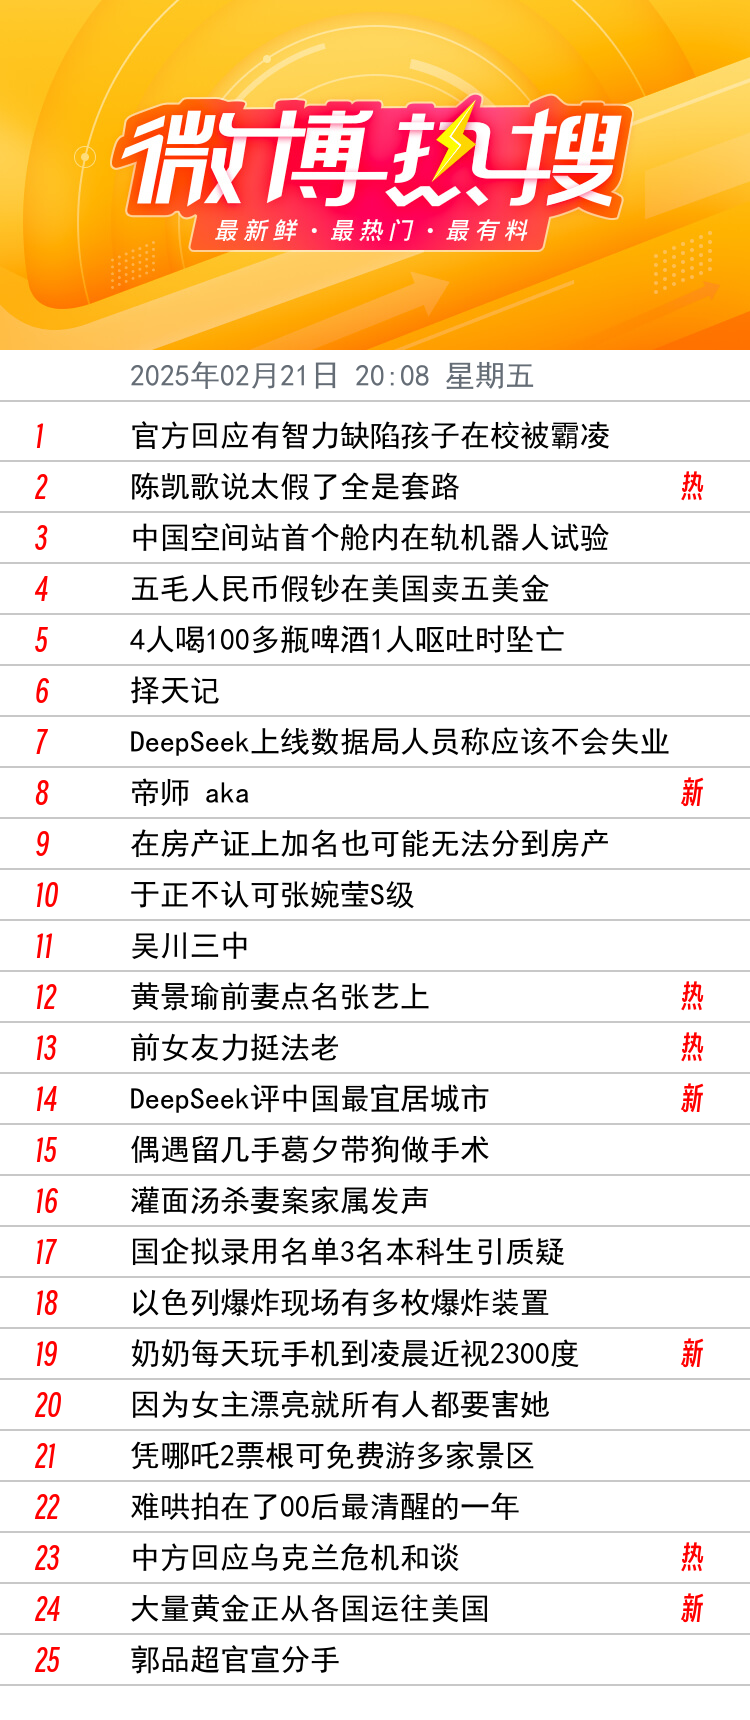 微博热搜
最新鲜·最热门·最有料
2025年02月21日 20:08 星期五
1 官方回应有智力缺陷孩子在校被霸凌
2 陈凯歌说太假了全是套路 热
3 中国空间站首个舱内在轨机器人试验
4 五毛人民币假钞在美国卖五美金
5 4人喝100多瓶啤酒1人呕吐时坠亡
6 择天记
7 DeepSeek上线数据局人员称应该不会失业
8 帝师 aka 新
9 在房产证上加名也可能无法分到房产
10 于正不认可张婉莹S级
11 吴川三中
12 黄景瑜前妻点名张艺上 热
13 前女友力挺法老 热
14 DeepSeek评中国最宜居城市 新
15 偶遇留几手葛夕带狗做手术
16 灌面汤杀妻案家属发声
17 国企拟录用名单3名本科生引质疑
18 以色列爆炸现场有多枚爆炸装置
19 奶奶每天玩手机到凌晨近视2300度 新
20 因为女主漂亮就所有人都要害她
21 凭哪吒2票根可免费游多家景区
22 难哄拍在了00后最清醒的一年
23 中方回应乌克兰危机和谈 热
24 大量黄金正从各国运往美国 新
25 郭品超官宣分手